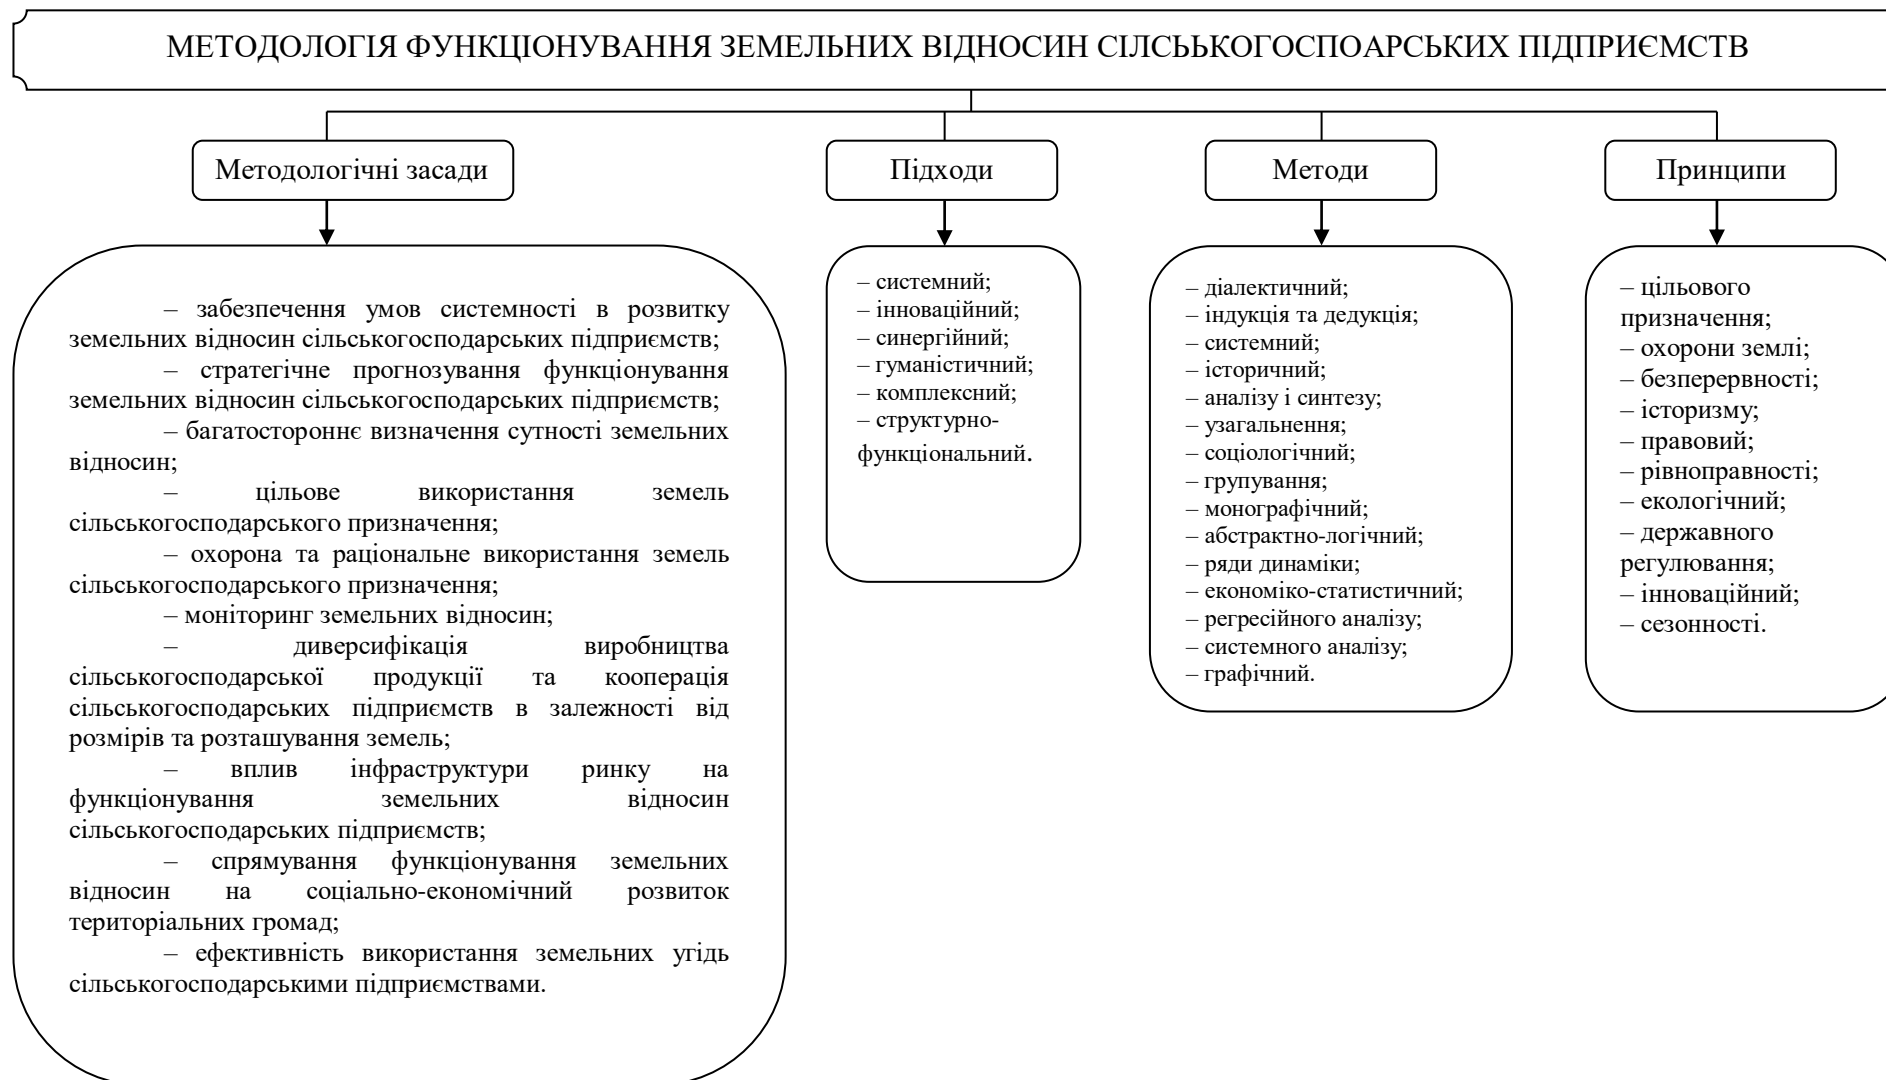 МЕТОДОЛОГІЯ ФУНКЦІОНУВАННЯ ЗЕМЕЛЬНИХ ВІДНОСИН СІЛСЬЬКОГОСПОАРСЬКИХ ПІДПРИЄМСТВ
Методологічні засади
– забезпечення умов системності в розвитку
земельних відносин сільськогосподарських підприємств;
– стратегічне прогнозування функціонування
земельних відносин сільськогосподарських підприємств;
– багатостороннє визначення сутності земельних
відносин;
– цільове використання земель
сільськогосподарського призначення;
– охорона та раціональне використання земель
сільськогосподарського призначення;
– моніторинг земельних відносин;
– диверсифікація виробництва
сільськогосподарської продукції та кооперація
сільськогосподарських підприємств в залежності від
розмірів та розташування земель;
– вплив інфраструктури ринку на
функціонування земельних відносин
сільськогосподарських підприємств;
– спрямування функціонування земельних
відносин на соціально-економічний розвиток
територіальних громад;
– ефективність використання земельних угідь
сільськогосподарськими підприємствами.
Підходи
– системний;
– інноваційний;
– синергійний;
– гуманістичний;
– комплексний;
– структурно-
функціональний.
Методи
– діалектичний;
– індукція та дедукція;
– системний;
– історичний;
– аналізу і синтезу;
– узагальнення;
– соціологічний;
– групування;
– монографічний;
– абстрактно-логічний;
– ряди динаміки;
– економіко-статистичний;
– регресійного аналізу;
– системного аналізу;
– графічний.
Принципи
– цільового
призначення;
– охорони землі;
– безперервності;
– історизму;
– правовий;
– рівноправності;
– екологічний;
– державного
регулювання;
– інноваційний;
– сезонності.